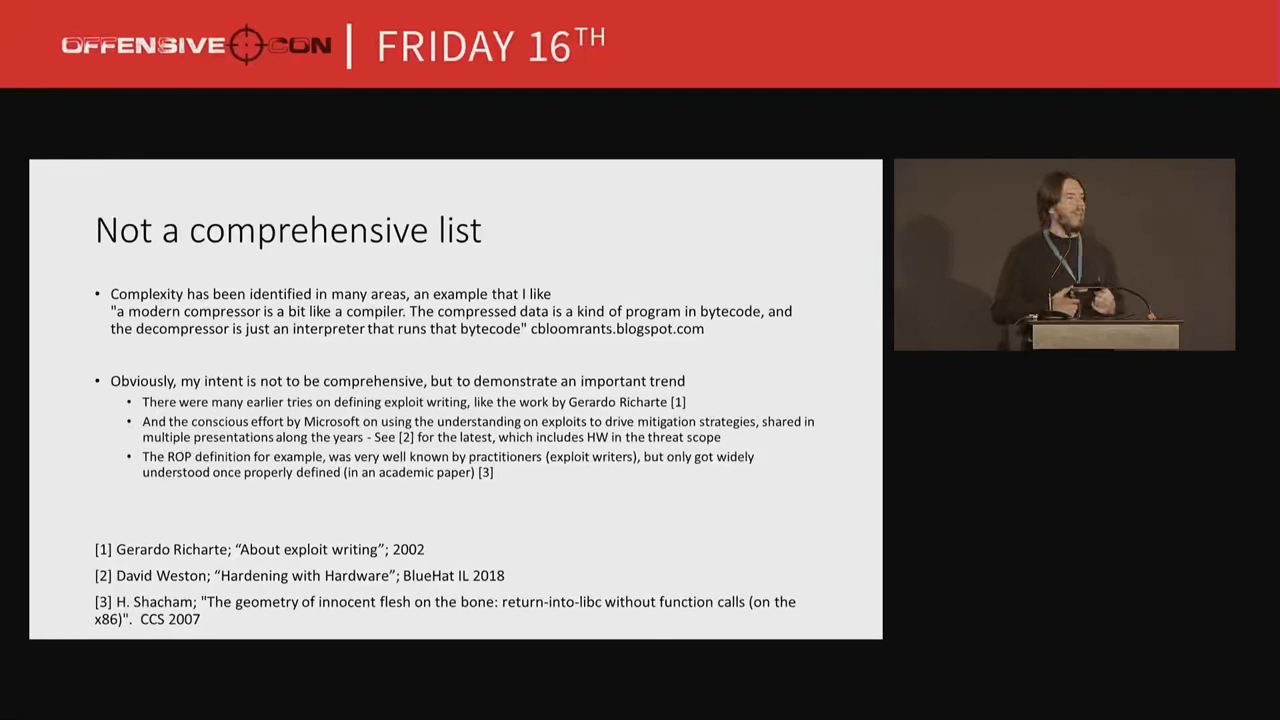 OFFENSIVE CON | FRIDAY 16TH
Not a comprehensive list
• Complexity has been identified in many areas, an example that I like
"a modern compressor is a bit like a compiler. The compressed data is a kind of program in bytecode, and
the decompressor is just an interpreter that runs that bytecode" cbloomrants.blogspot.com
• Obviously, my intent is not to be comprehensive, but to demonstrate an important trend
• There were many earlier tries on defining exploit writing, like the work by Gerardo Richarte [1]
• And the conscious effort by Microsoft on using the understanding on exploits to drive mitigation strategies, shared in
multiple presentations along the years - See [2] for the latest, which includes HW in the threat scope
• The ROP definition for example, was very well known by practitioners (exploit writers), but only got widely
understood once properly defined (in an academic paper) [3]
[1] Gerardo Richarte; “About exploit writing”; 2002
[2] David Weston; “Hardening with Hardware”; BlueHat IL 2018
[3] H. Shacham; "The geometry of innocent flesh on the bone: return-into-libc without function calls (on the
x86)". CCS 2007